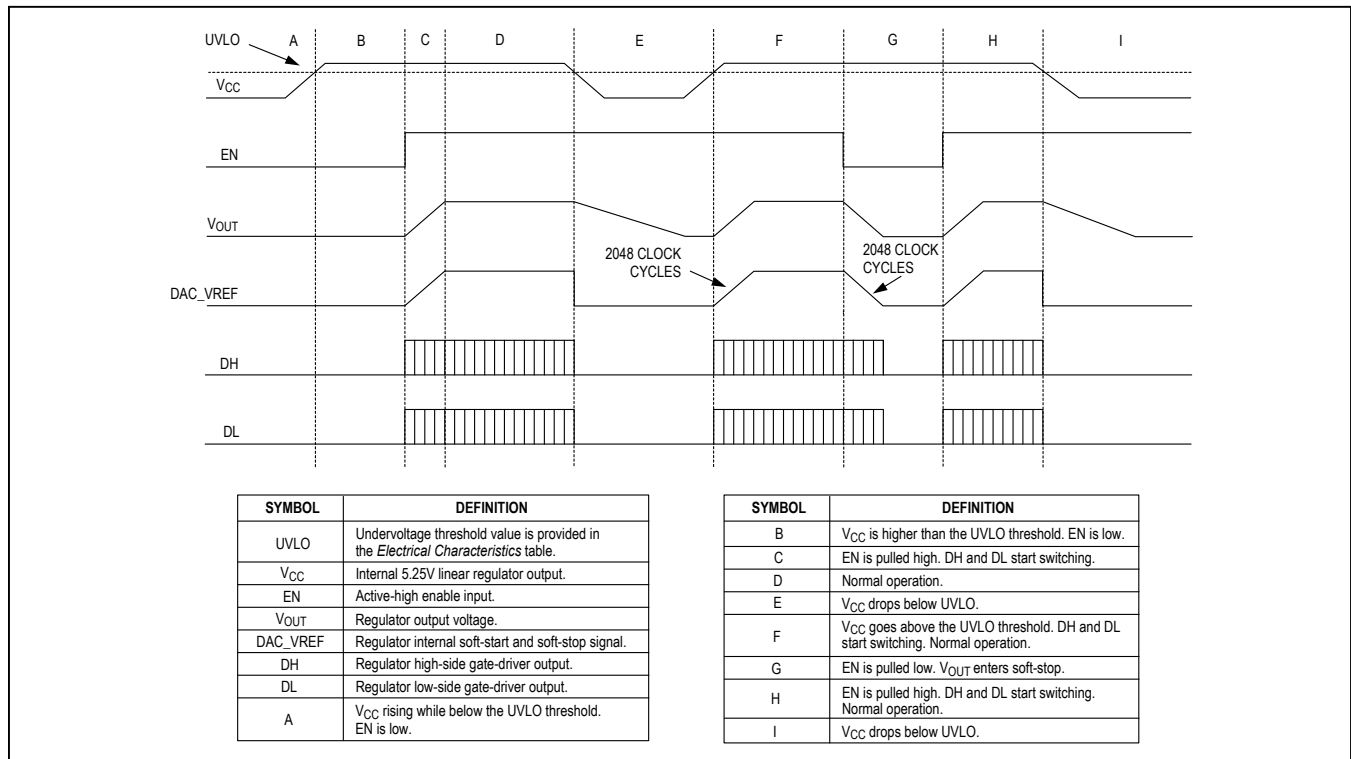 UVLO A B C D E F G H I
VCC
EN
VOUT
2048 CLOCK
CYCLES
2048 CLOCK
CYCLES
DAC_VREF
DH
DL
SYMBOL DEFINITION
UVLO Undervoltage threshold value is provided in
the Electrical Characteristics table.
VCC Internal 5.25V linear regulator output.
EN Active-high enable input.
VOUT Regulator output voltage.
DAC_VREF Regulator internal soft-start and soft-stop signal.
DH Regulator high-side gate-driver output.
DL Regulator low-side gate-driver output.
A VCC rising while below the UVLO threshold.
EN is low.
SYMBOL DEFINITION
B VCC is higher than the UVLO threshold. EN is low.
C EN is pulled high. DH and DL start switching.
D Normal operation.
E VCC drops below UVLO.
F VCC goes above the UVLO threshold. DH and DL
start switching. Normal operation.
G EN is pulled low. VOUT enters soft-stop.
H EN is pulled high. DH and DL start switching.
Normal operation.
I VCC drops below UVLO.